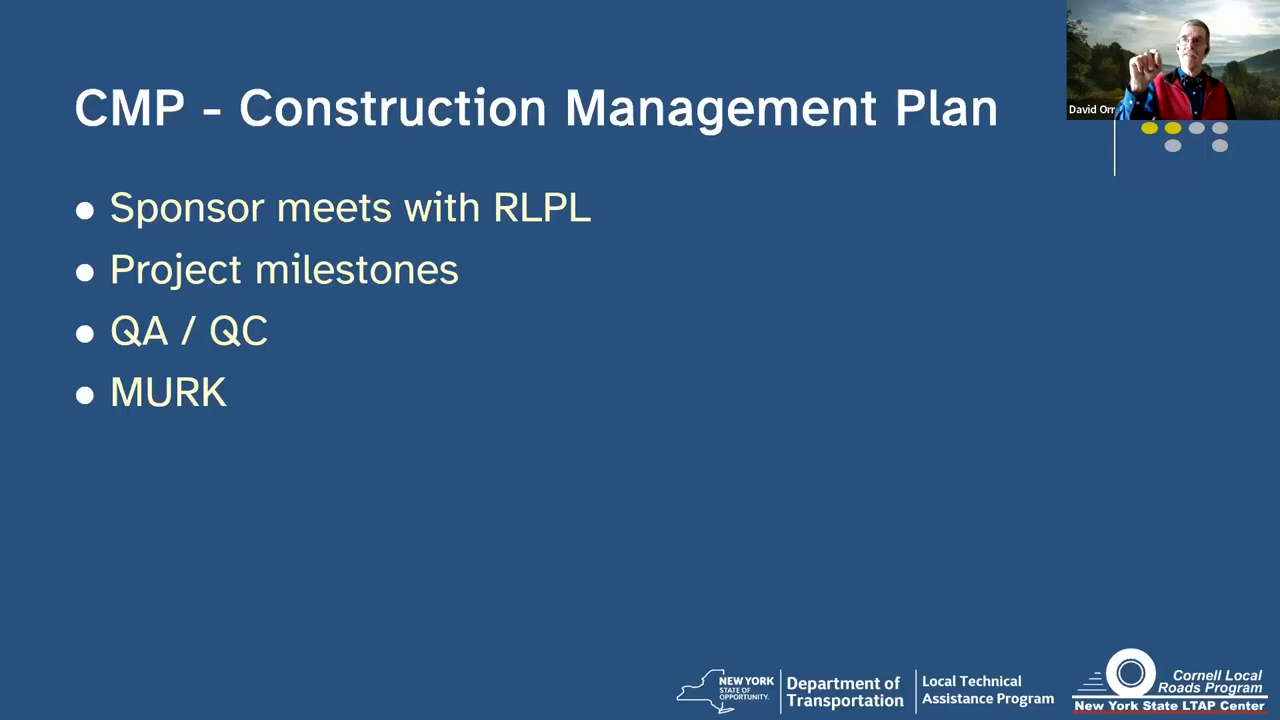 CMP - Construction Management Plan
David Orr
● Sponsor meets with RLPL
● Project milestones
● QA / QC
● MURK
NEW YORK
STATE OF
OPPORTUNITY.
Department of
Transportation
Local Technical
Assistance Program
Cornell Local
Roads Program
New York State LTAP Center